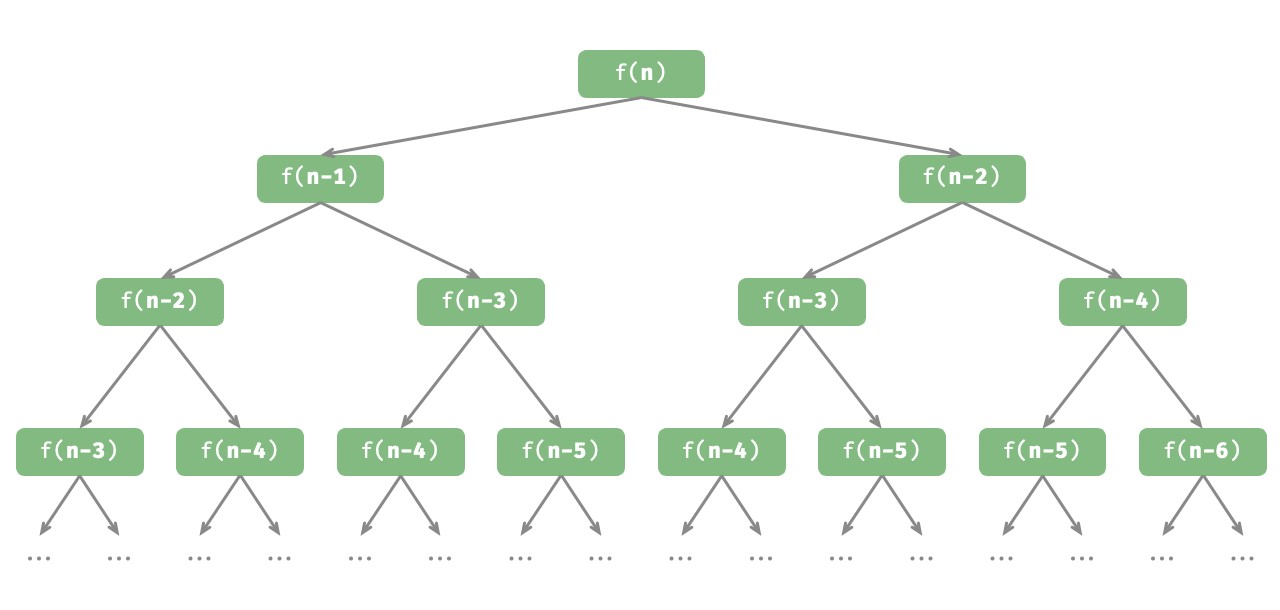 f(n)
f(n-1) f(n-2)
f(n-2) f(n-3) f(n-3) f(n-4)
f(n-3) f(n-4) f(n-4) f(n-5) f(n-4) f(n-5) f(n-5) f(n-6)
... ... ... ... ... ... ... ... ... ... ... ... ... ... ... ...